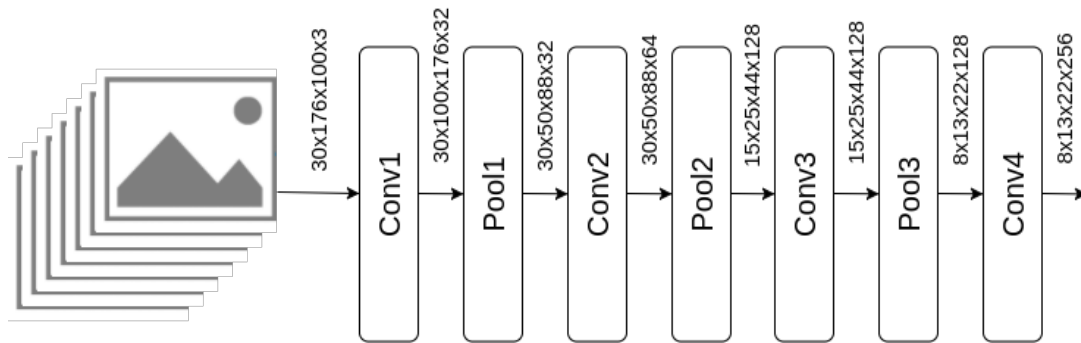 30x176x100x3
Conv1
30x100x176x32
Pool1
30x50x88x32
Conv2
30x50x88x64
Pool2
15x25x44x128
Conv3
15x25x44x128
Pool3
8x13x22x128
Conv4
8x13x22x256